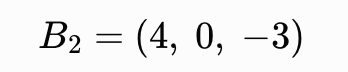 B₂ = (4, 0, −3)